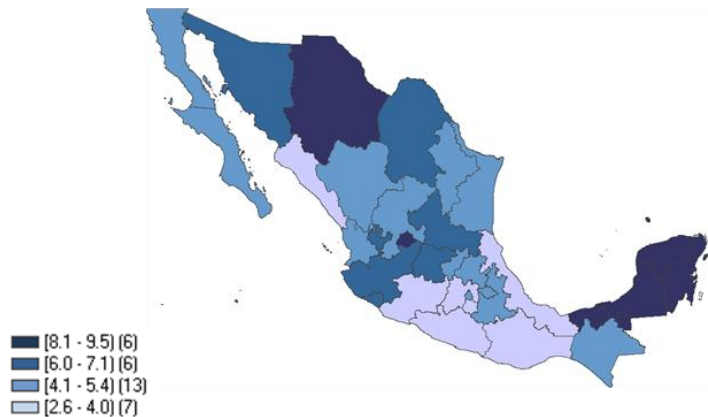 [8.1 - 9.5) (6)
[6.0 - 7.1) (6)
[4.1 - 5.4) (13)
[2.6 - 4.0) (7)